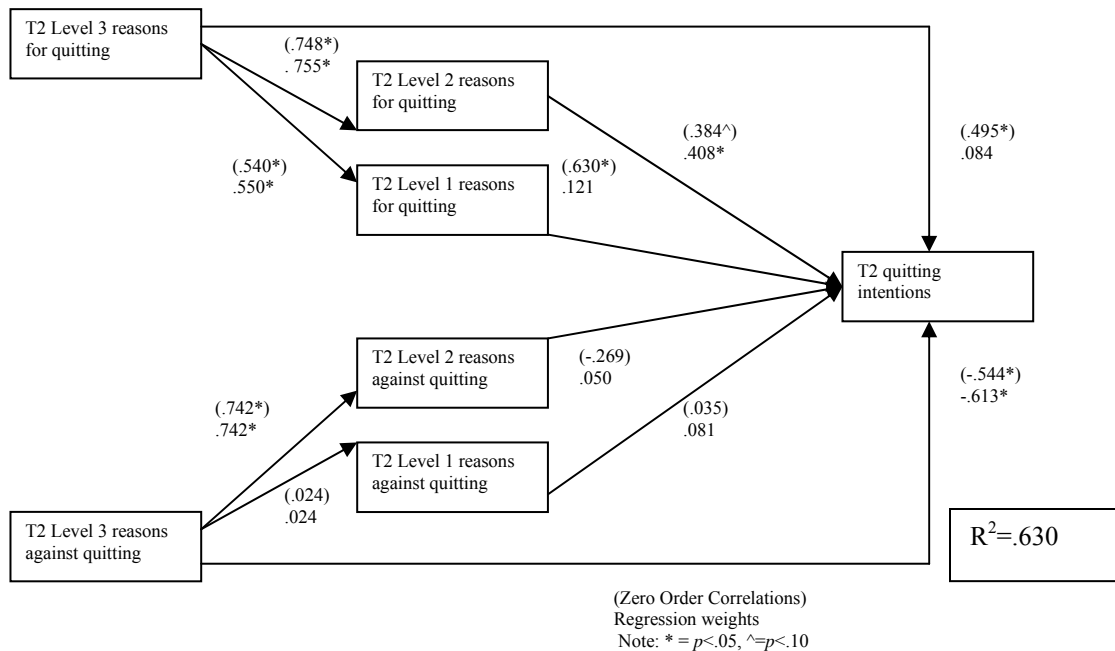 T2 Level 3 reasons
for quitting
(.748*)
.755*
T2 Level 2 reasons
for quitting
(.384^)
.408*
(.495*)
.084
(.540*)
.550*
T2 Level 1 reasons
for quitting
(.630*)
.121
T2 quitting
intentions
T2 Level 2 reasons
against quitting
(-.269)
.050
(-.544*)
-.613*
(.742*)
.742*
(.035)
.081
T2 Level 1 reasons
against quitting
(.024)
.024
T2 Level 3 reasons
against quitting
R²=.630
(Zero Order Correlations)
Regression weights
Note: * = p<.05, ^=p<.10